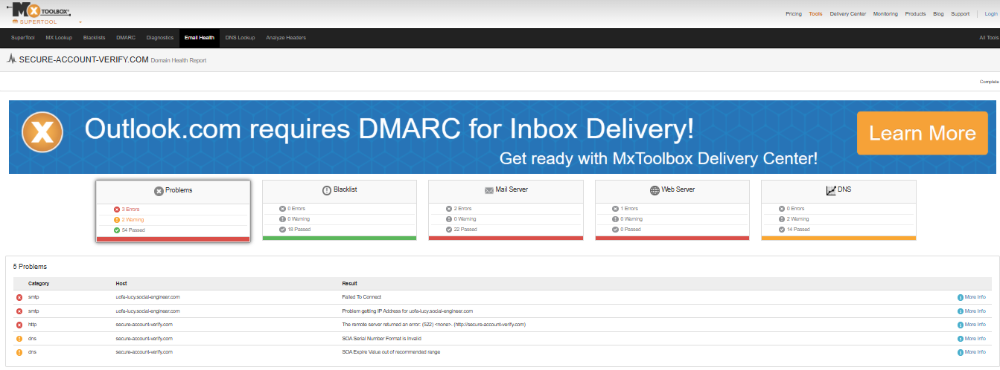 Mx TOOLBOX®
SUPERTOOL
Pricing Tools Delivery Center Monitoring Products Blog Support Login
SuperTool MX Lookup Blacklists DMARC Diagnostics Email Health DNS Lookup Analyze Headers All Tools
SECURE-ACCOUNT-VERIFY.COM Domain Health Report
Complete
X Outlook.com requires DMARC for Inbox Delivery! Learn More
Get ready with MxToolbox Delivery Center!
Problems
3 Errors
2 Warning
54 Passed
Blacklist
0 Errors
0 Warning
18 Passed
Mail Server
2 Errors
0 Warning
22 Passed
Web Server
1 Errors
0 Warning
0 Passed
DNS
0 Errors
2 Warning
14 Passed
5 Problems
Category Host Result
smtp uofa-lucy.social-engineer.com Failed To Connect More Info
smtp uofa-lucy.social-engineer.com Problem getting IP Address for uofa-lucy.social-engineer.com More Info
http secure-account-verify.com The remote server returned an error: (522) <none>. (http://secure-account-verify.com) More Info
dns secure-account-verify.com SOA Serial Number Format is Invalid More Info
dns secure-account-verify.com SOA Expire Value out of recommended range More Info